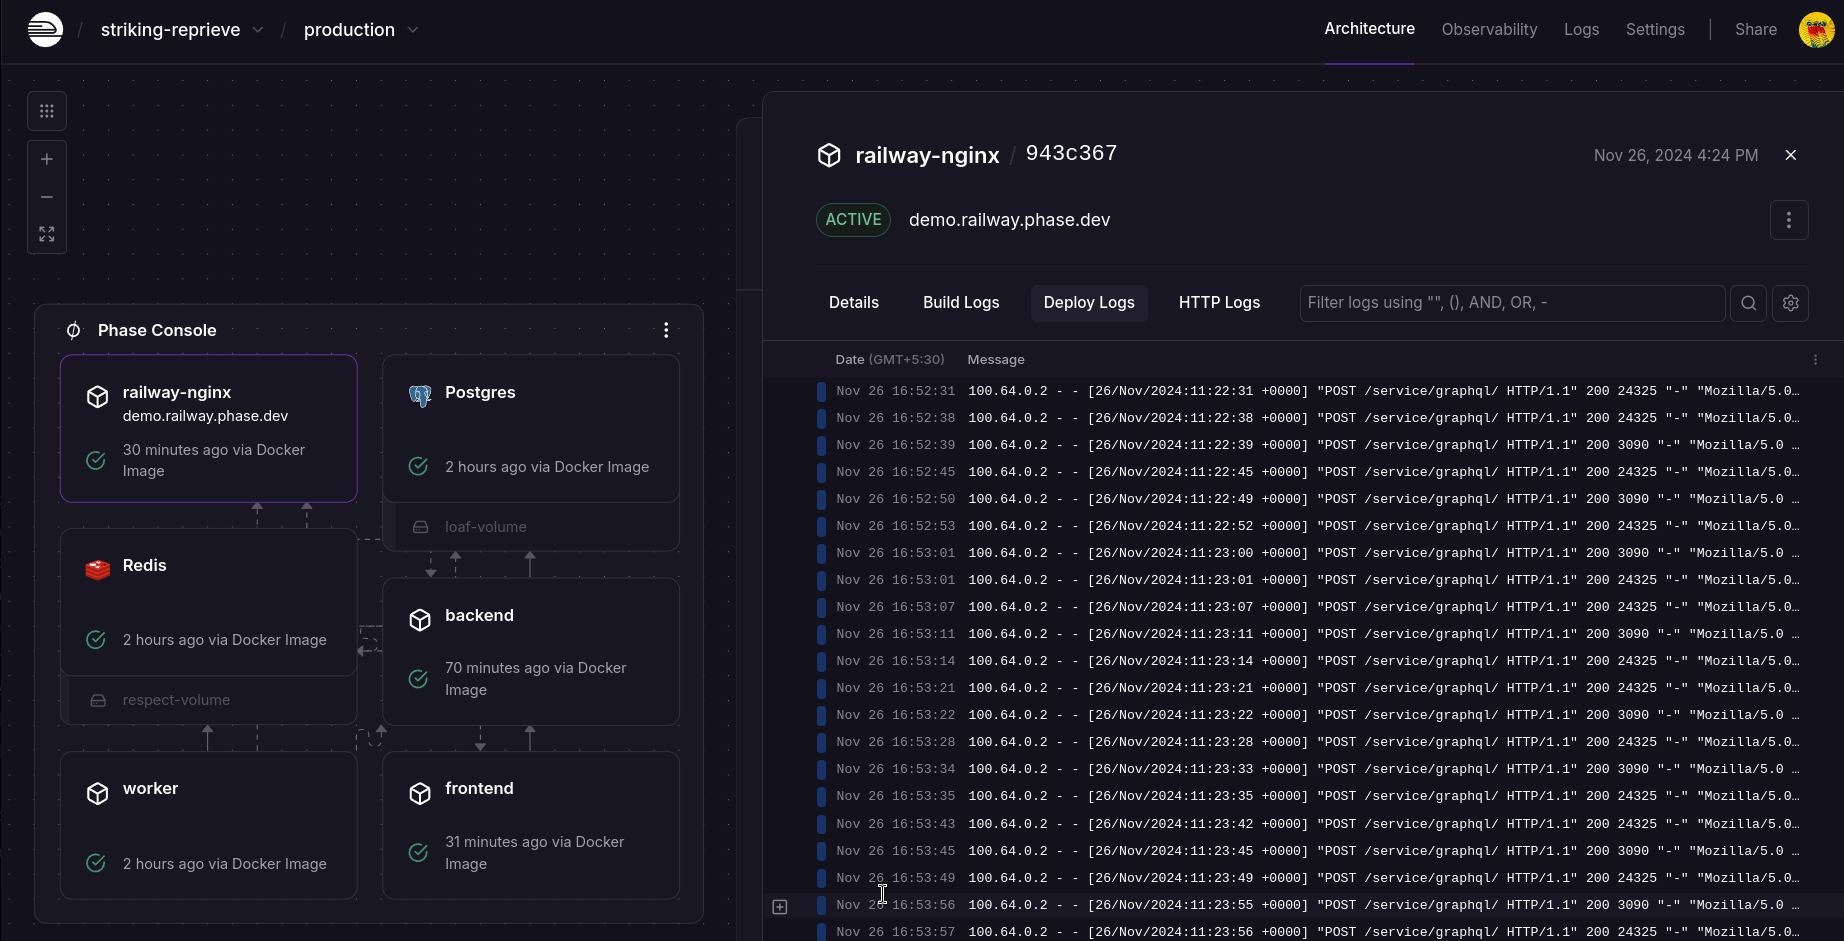 striking-reprieve
production
Architecture
Observability
Logs
Settings
Share
Phase Console
railway-nginx
demo.railway.phase.dev
30 minutes ago via Docker
Image
Postgres
2 hours ago via Docker Image
loaf-volume
Redis
2 hours ago via Docker Image
respect-volume
backend
70 minutes ago via Docker
Image
worker
2 hours ago via Docker Image
frontend
31 minutes ago via Docker
Image
railway-nginx / 943c367
Nov 26, 2024 4:24 PM
ACTIVE
demo.railway.phase.dev
Details
Build Logs
Deploy Logs
HTTP Logs
Filter logs using "", (), AND, OR, -
Date (GMT+5:30) Message
Nov 26 16:52:31 100.64.0.2 - - [26/Nov/2024:11:22:31 +0000] "POST /service/graphql/ HTTP/1.1" 200 24325 "-" "Mozilla/5.0…
Nov 26 16:52:38 100.64.0.2 - - [26/Nov/2024:11:22:38 +0000] "POST /service/graphql/ HTTP/1.1" 200 24325 "-" "Mozilla/5.0…
Nov 26 16:52:39 100.64.0.2 - - [26/Nov/2024:11:22:39 +0000] "POST /service/graphql/ HTTP/1.1" 200 3090 "-" "Mozilla/5.0 …
Nov 26 16:52:45 100.64.0.2 - - [26/Nov/2024:11:22:45 +0000] "POST /service/graphql/ HTTP/1.1" 200 24325 "-" "Mozilla/5.0…
Nov 26 16:52:50 100.64.0.2 - - [26/Nov/2024:11:22:49 +0000] "POST /service/graphql/ HTTP/1.1" 200 3090 "-" "Mozilla/5.0 …
Nov 26 16:52:53 100.64.0.2 - - [26/Nov/2024:11:22:52 +0000] "POST /service/graphql/ HTTP/1.1" 200 24325 "-" "Mozilla/5.0…
Nov 26 16:53:01 100.64.0.2 - - [26/Nov/2024:11:23:00 +0000] "POST /service/graphql/ HTTP/1.1" 200 3090 "-" "Mozilla/5.0 …
Nov 26 16:53:01 100.64.0.2 - - [26/Nov/2024:11:23:01 +0000] "POST /service/graphql/ HTTP/1.1" 200 24325 "-" "Mozilla/5.0…
Nov 26 16:53:07 100.64.0.2 - - [26/Nov/2024:11:23:07 +0000] "POST /service/graphql/ HTTP/1.1" 200 24325 "-" "Mozilla/5.0…
Nov 26 16:53:11 100.64.0.2 - - [26/Nov/2024:11:23:11 +0000] "POST /service/graphql/ HTTP/1.1" 200 3090 "-" "Mozilla/5.0 …
Nov 26 16:53:14 100.64.0.2 - - [26/Nov/2024:11:23:14 +0000] "POST /service/graphql/ HTTP/1.1" 200 24325 "-" "Mozilla/5.0…
Nov 26 16:53:21 100.64.0.2 - - [26/Nov/2024:11:23:21 +0000] "POST /service/graphql/ HTTP/1.1" 200 24325 "-" "Mozilla/5.0…
Nov 26 16:53:22 100.64.0.2 - - [26/Nov/2024:11:23:22 +0000] "POST /service/graphql/ HTTP/1.1" 200 3090 "-" "Mozilla/5.0 …
Nov 26 16:53:28 100.64.0.2 - - [26/Nov/2024:11:23:28 +0000] "POST /service/graphql/ HTTP/1.1" 200 24325 "-" "Mozilla/5.0…
Nov 26 16:53:34 100.64.0.2 - - [26/Nov/2024:11:23:33 +0000] "POST /service/graphql/ HTTP/1.1" 200 3090 "-" "Mozilla/5.0 …
Nov 26 16:53:35 100.64.0.2 - - [26/Nov/2024:11:23:35 +0000] "POST /service/graphql/ HTTP/1.1" 200 24325 "-" "Mozilla/5.0…
Nov 26 16:53:43 100.64.0.2 - - [26/Nov/2024:11:23:42 +0000] "POST /service/graphql/ HTTP/1.1" 200 24325 "-" "Mozilla/5.0…
Nov 26 16:53:45 100.64.0.2 - - [26/Nov/2024:11:23:45 +0000] "POST /service/graphql/ HTTP/1.1" 200 3090 "-" "Mozilla/5.0 …
Nov 26 16:53:49 100.64.0.2 - - [26/Nov/2024:11:23:49 +0000] "POST /service/graphql/ HTTP/1.1" 200 24325 "-" "Mozilla/5.0…
Nov 26 16:53:56 100.64.0.2 - - [26/Nov/2024:11:23:55 +0000] "POST /service/graphql/ HTTP/1.1" 200 3090 "-" "Mozilla/5.0 …
Nov 26 16:53:57 100.64.0.2 - - [26/Nov/2024:11:23:56 +0000] "POST /service/graphql/ HTTP/1.1" 200 24325 "-" "Mozilla/5.0…